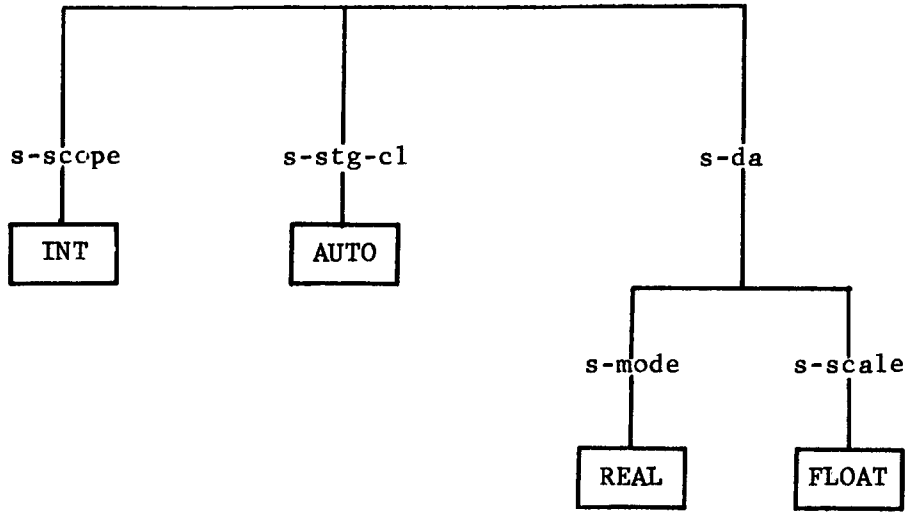 s-scope s-stg-cl s-da
INT AUTO
s-mode s-scale
REAL FLOAT